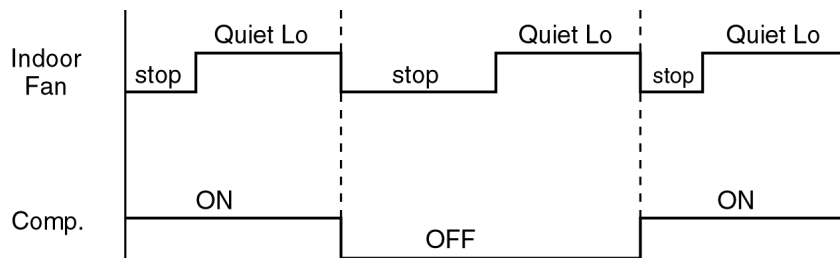 Indoor
Fan
stop
Quiet Lo
stop
Quiet Lo
stop
Quiet Lo
Comp.
ON
OFF
ON